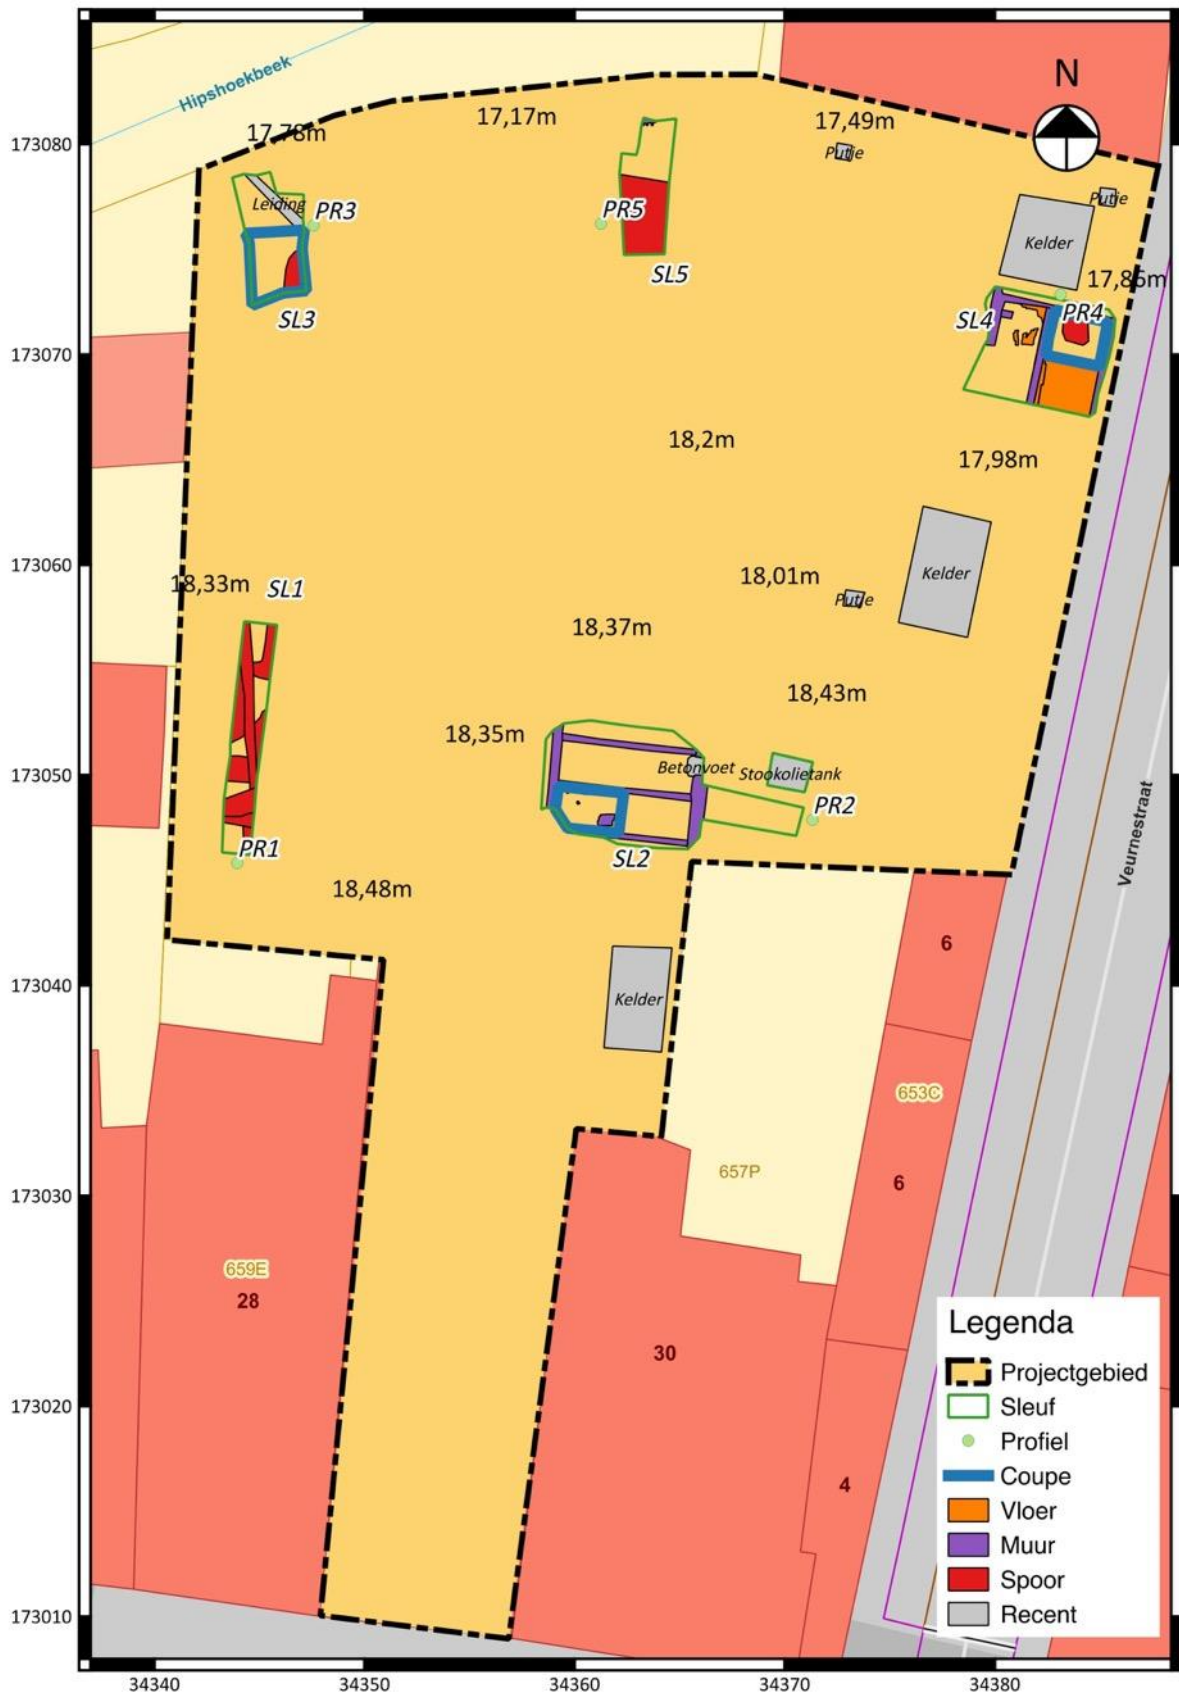 N
Hipshoekbeek
17,78m
17,17m
17,49m
Putje
173080
Leiding
PR3
PR5
Putje
Kelder
SL5
17,86m
SL3
SL4
PR4
173070
18,2m
17,98m
173060
18,33m
SL1
18,01m
Kelder
Putje
18,37m
18,43m
18,35m
173050
Betonvoet
Stookolietank
PR2
PR1
SL2
Veurnestraat
18,48m
6
173040
Kelder
653C
657P
6
173030
659E
28
30
Legenda
Projectgebied
173020
Sleuf
Profiel
4
Coupe
Vloer
Muur
Spoor
173010
Recent
34340
34350
34360
34370
34380